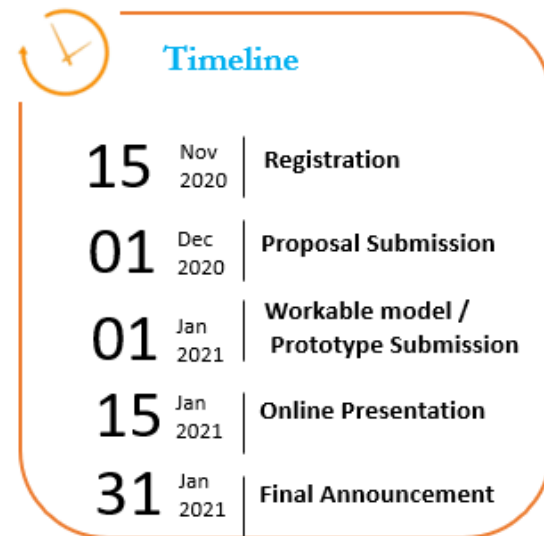 Timeline
15 Nov 2020 Registration
01 Dec 2020 Proposal Submission
01 Jan 2021 Workable model /
Prototype Submission
15 Jan 2021 Online Presentation
31 Jan 2021 Final Announcement